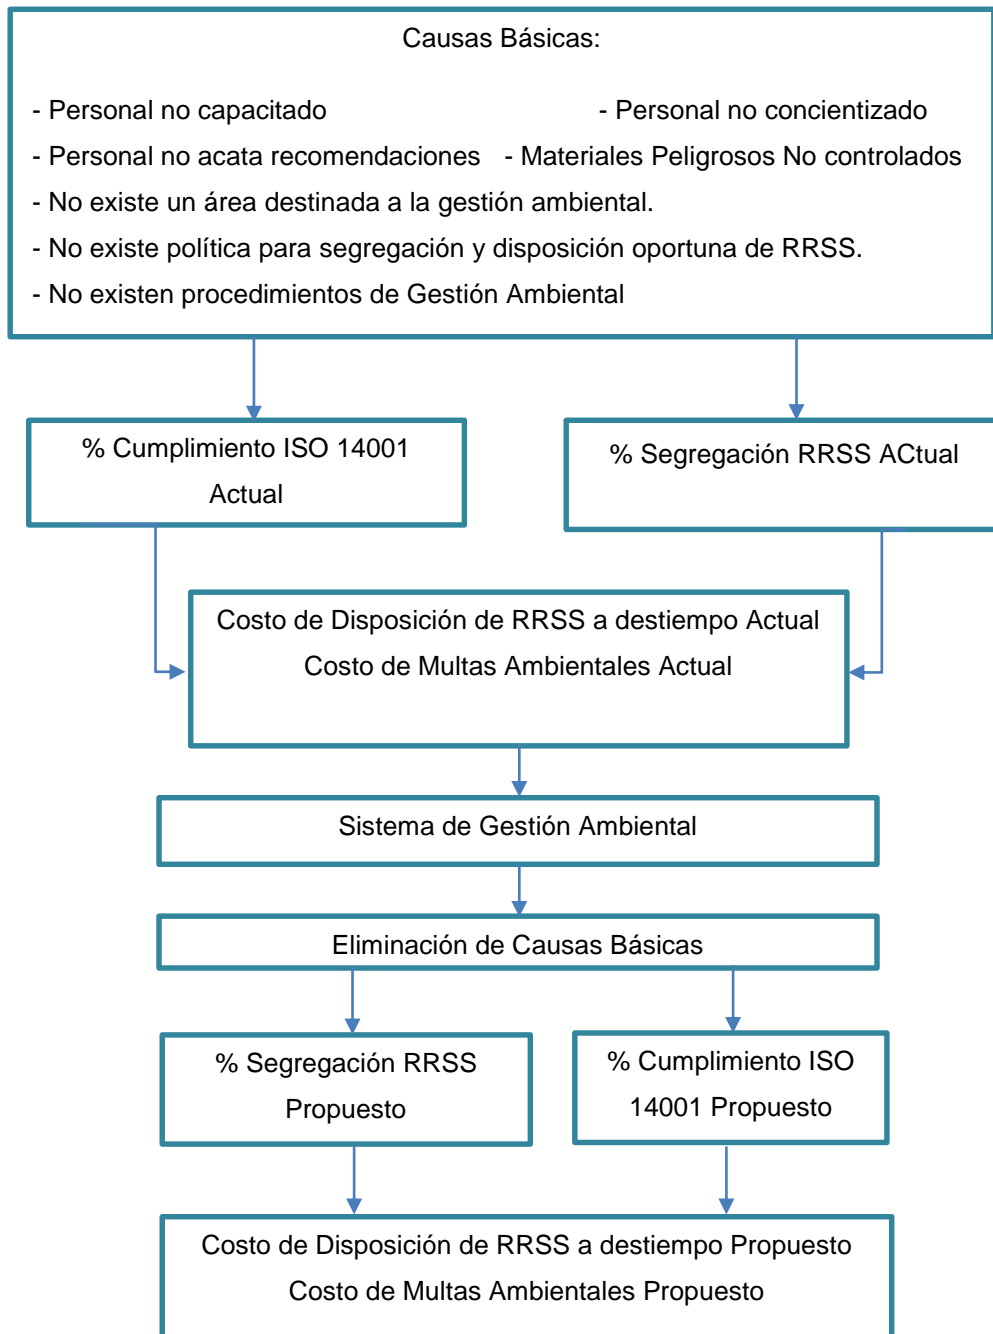 Causas Básicas:
- Personal no capacitado - Personal no concientizado
- Personal no acata recomendaciones - Materiales Peligrosos No controlados
- No existe un área destinada a la gestión ambiental.
- No existe política para segregación y disposición oportuna de RRSS.
- No existen procedimientos de Gestión Ambiental
% Cumplimiento ISO 14001
Actual
% Segregación RRSS ACtual
Costo de Disposición de RRSS a destiempo Actual
Costo de Multas Ambientales Actual
Sistema de Gestión Ambiental
Eliminación de Causas Básicas
% Segregación RRSS
Propuesto
% Cumplimiento ISO
14001 Propuesto
Costo de Disposición de RRSS a destiempo Propuesto
Costo de Multas Ambientales Propuesto